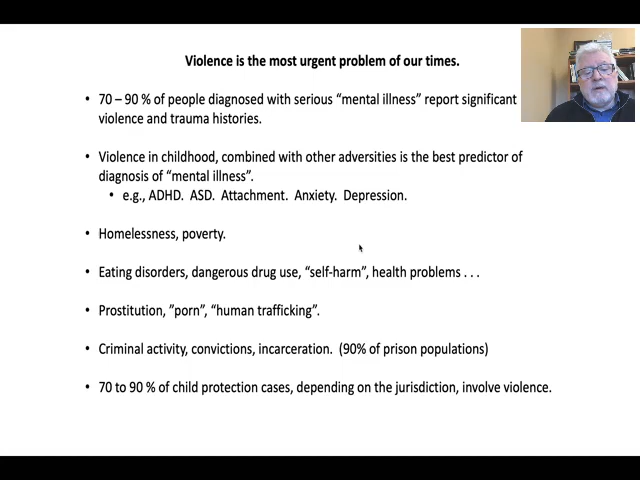 Violence is the most urgent problem of our times.
• 70 – 90 % of people diagnosed with serious “mental illness” report significant
violence and trauma histories.
• Violence in childhood, combined with other adversities is the best predictor of
diagnosis of “mental illness”.
• e.g., ADHD. ASD. Attachment. Anxiety. Depression.
• Homelessness, poverty.
• Eating disorders, dangerous drug use, “self-harm”, health problems . . .
• Prostitution, ”porn”, “human trafficking”.
• Criminal activity, convictions, incarceration. (90% of prison populations)
• 70 to 90 % of child protection cases, depending on the jurisdiction, involve violence.